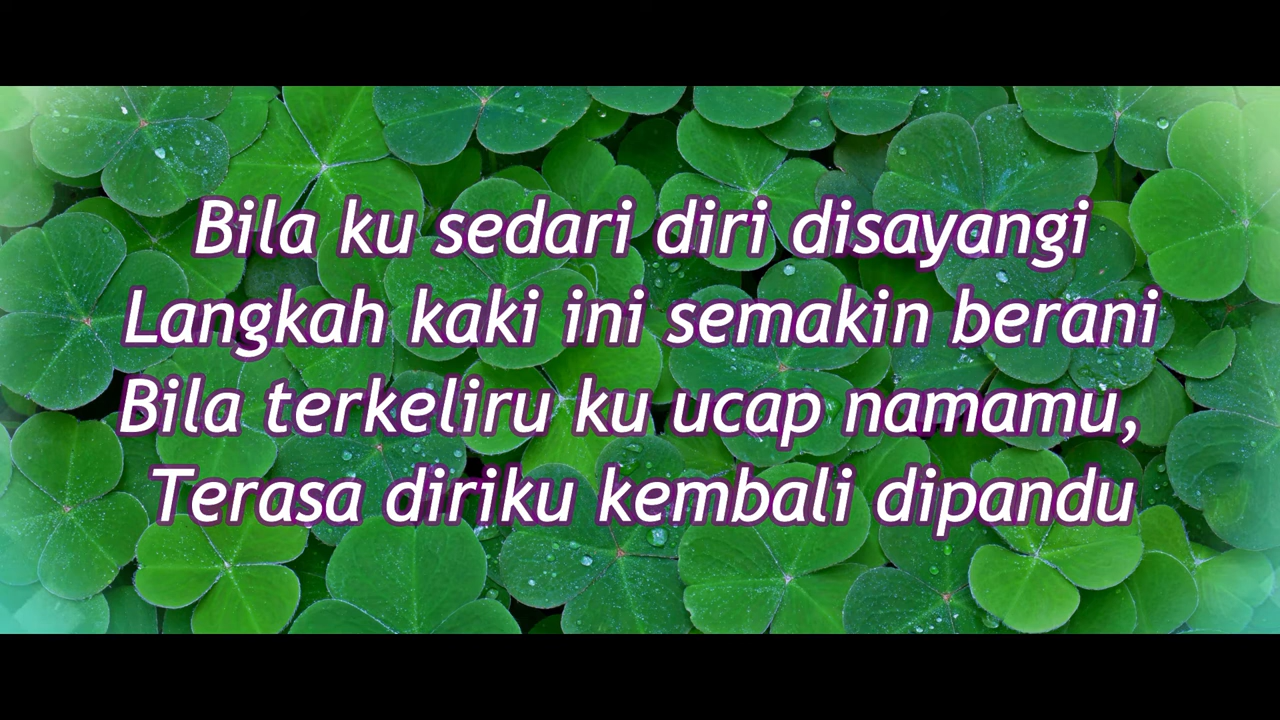 Bila ku sedari diri disayangi
Langkah kaki ini semakin berani
Bila terkeliru ku ucap namamu,
Terasa diriku kembali dipandu